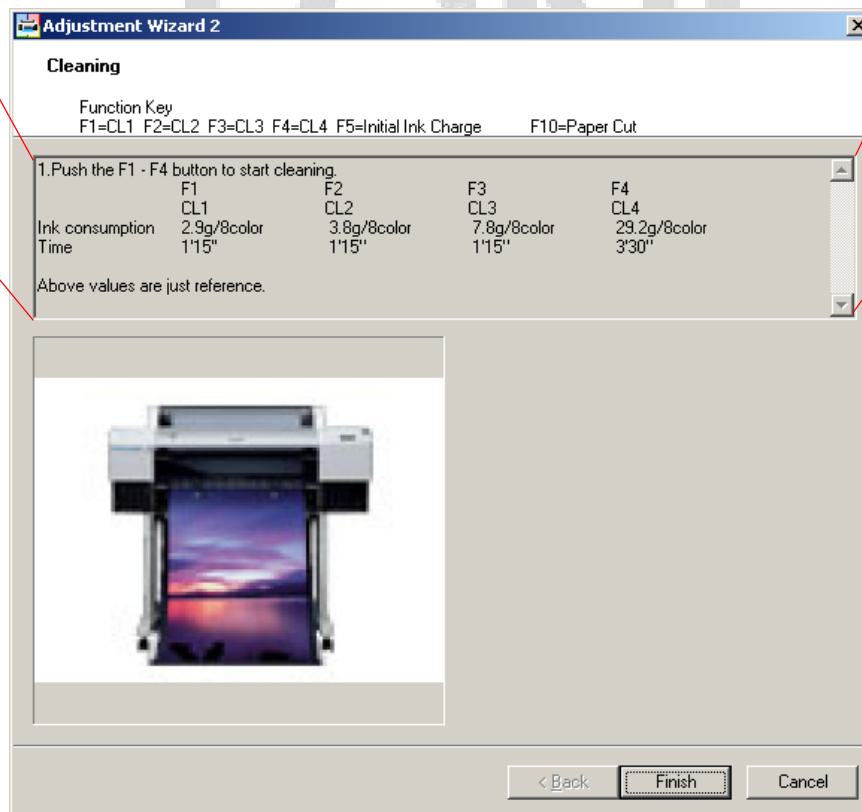 Adjustment Wizard 2
Cleaning
Function Key
F1=CL1 F2=CL2 F3=CL3 F4=CL4 F5=Initial Ink Charge F10=Paper Cut
1.Push the F1 - F4 button to start cleaning.
F1 F2 F3 F4
CL1 CL2 CL3 CL4
Ink consumption 2.9g/8color 3.8g/8color 7.8g/8color 29.2g/8color
Time 1'15" 1'15'' 1'15'' 3'30''
Above values are just reference.
< Back Finish Cancel